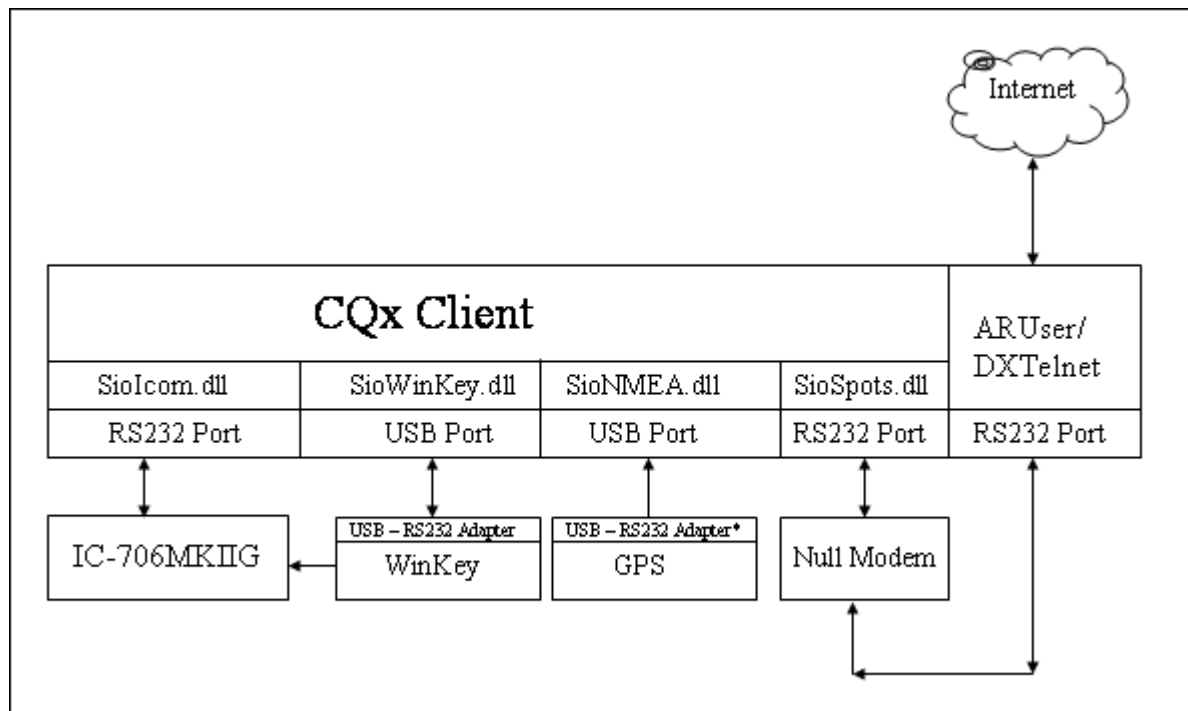 Internet
CQx Client
ARUser/
DXTelnet
SioIcom.dll
SioWinKey.dll
SioNMEA.dll
SioSpots.dll
RS232 Port
USB Port
USB Port
RS232 Port
RS232 Port
IC-706MKIIG
USB – RS232 Adapter
WinKey
USB – RS232 Adapter*
GPS
Null Modem